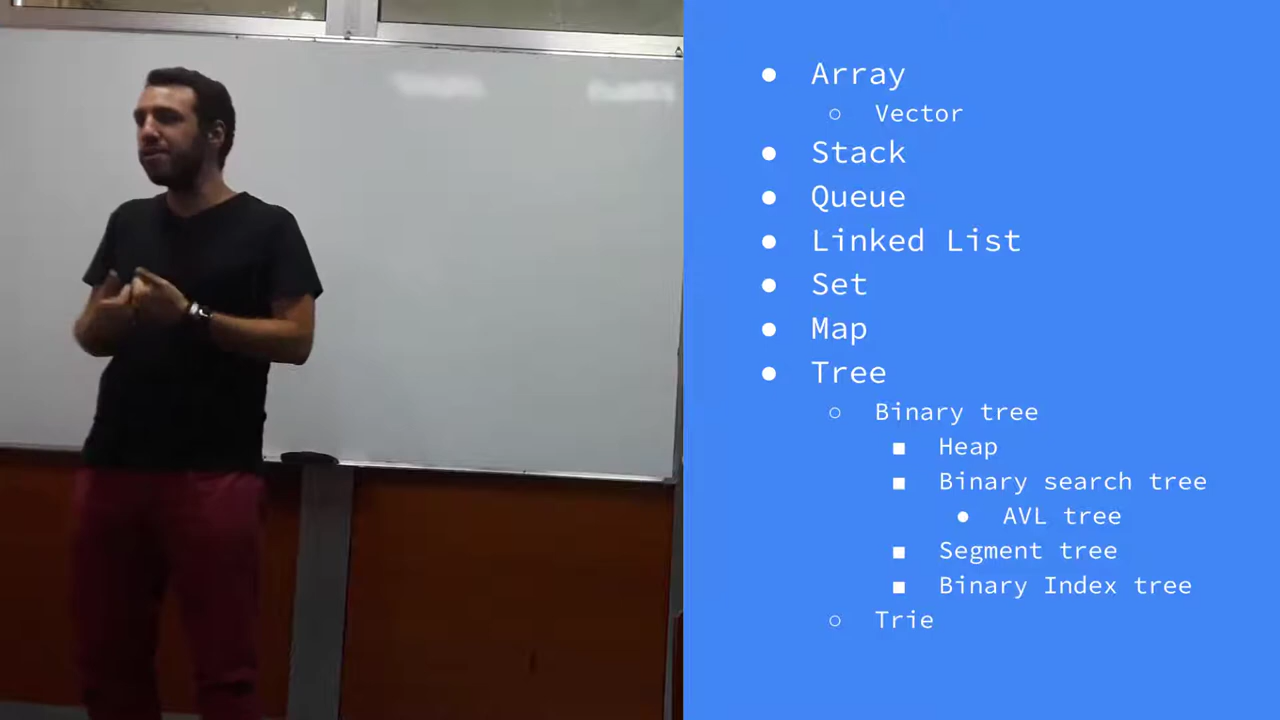 Array
Vector
Stack
Queue
Linked List
Set
Map
Tree
Binary tree
Heap
Binary search tree
AVL tree
Segment tree
Binary Index tree
Trie